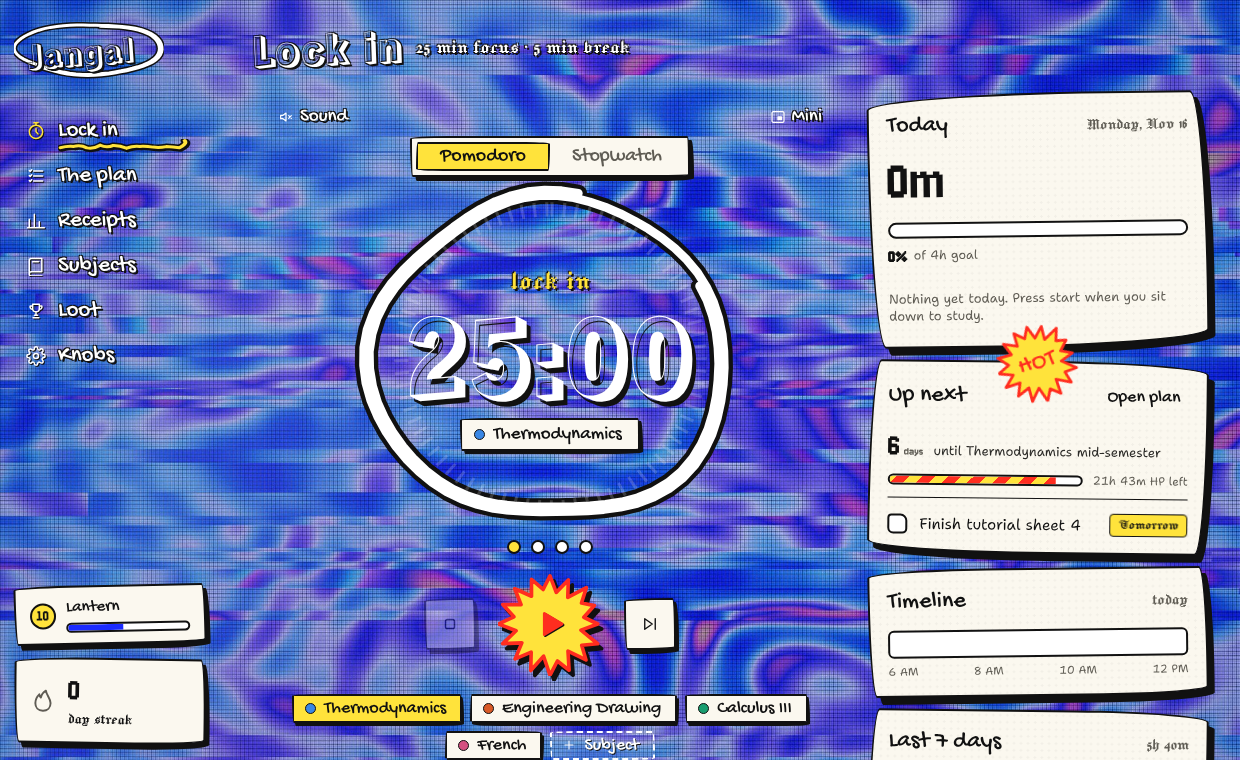 Jangal
Lock in 25 min focus · 5 min break
Lock in
The plan
Receipts
Subjects
Loot
Knobs
10 Lantern
0
day streak
Sound
Mini
Pomodoro Stopwatch
lock in
25:00
Thermodynamics
Thermodynamics Engineering Drawing Calculus III
French + Subject
Today Monday, Nov 16
0m
0% of 4h goal
Nothing yet today. Press start when you sit
down to study.
HOT
Up next Open plan
6 days until Thermodynamics mid-semester
21h 43m HP left
Finish tutorial sheet 4 Tomorrow
Timeline today
6 AM 8 AM 10 AM 12 PM
Last 7 days 5h 40m